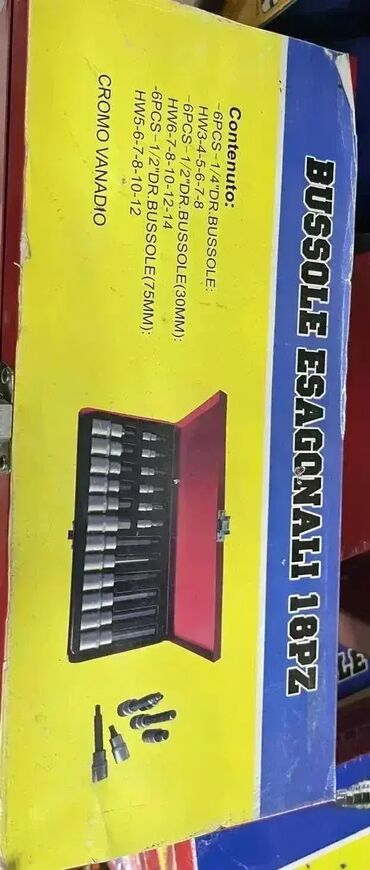 BUSSOLE ESAGONALI 18PZ
Contenuto:
-6PCS-1/4"DR.BUSSOLE:
HW3-4-5-6-7-8
-6PCS-1/2"DR.BUSSOLE(30MM):
HW6-7-8-10-12-14
-6PCS-1/2"DR.BUSSOLE(75MM):
HW5-6-7-8-10-12
CROMO VANADIO
LE